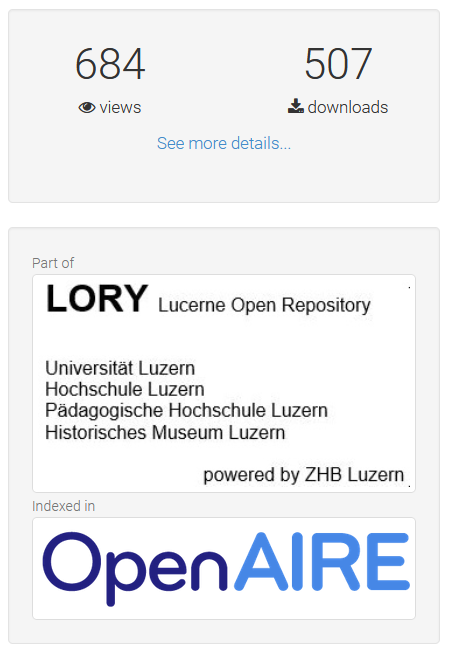 684 507
views downloads
See more details...
Part of
LORY Lucerne Open Repository
Universität Luzern
Hochschule Luzern
Pädagogische Hochschule Luzern
Historisches Museum Luzern
powered by ZHB Luzern
Indexed in
OpenAIRE